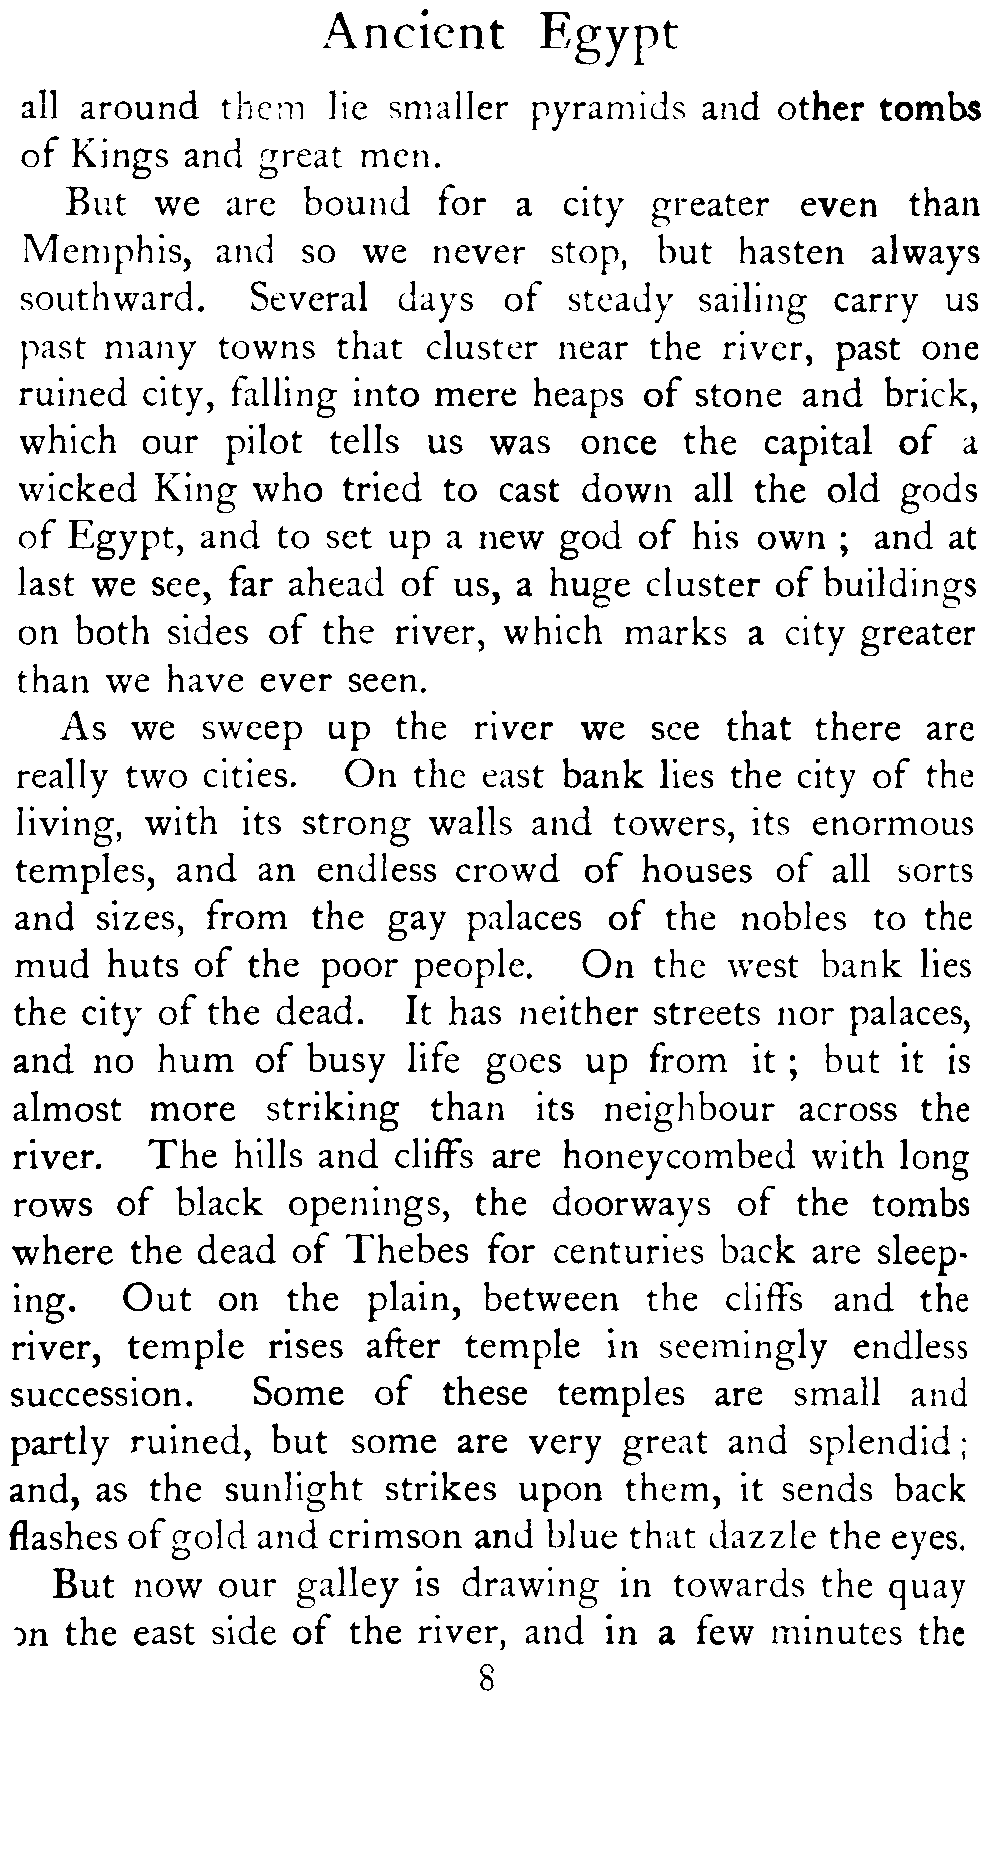 Ancient Egypt
all around them lie smaller pyramids and other tombs
of Kings and great men.
But we are bound for a city greater even than
Memphis, and so we never stop, but hasten always
southward. Several days of steady sailing carry us
past many towns that cluster near the river, past one
ruined city, falling into mere heaps of stone and brick,
which our pilot tells us was once the capital of a
wicked King who tried to cast down all the old gods
of Egypt, and to set up a new god of his own ; and at
last we see, far ahead of us, a huge cluster of buildings
on both sides of the river, which marks a city greater
than we have ever seen.
As we sweep up the river we see that there are
really two cities. On the east bank lies the city of the
living, with its strong walls and towers, its enormous
temples, and an endless crowd of houses of all sorts
and sizes, from the gay palaces of the nobles to the
mud huts of the poor people. On the west bank lies
the city of the dead. It has neither streets nor palaces,
and no hum of busy life goes up from it ; but it is
almost more striking than its neighbour across the
river. The hills and cliffs are honeycombed with long
rows of black openings, the doorways of the tombs
where the dead of Thebes for centuries back are sleep-
ing. Out on the plain, between the cliffs and the
river, temple rises after temple in seemingly endless
succession. Some of these temples are small and
partly ruined, but some are very great and splendid ;
and, as the sunlight strikes upon them, it sends back
flashes of gold and crimson and blue that dazzle the eyes.
But now our galley is drawing in towards the quay
on the east side of the river, and in a few minutes the
8